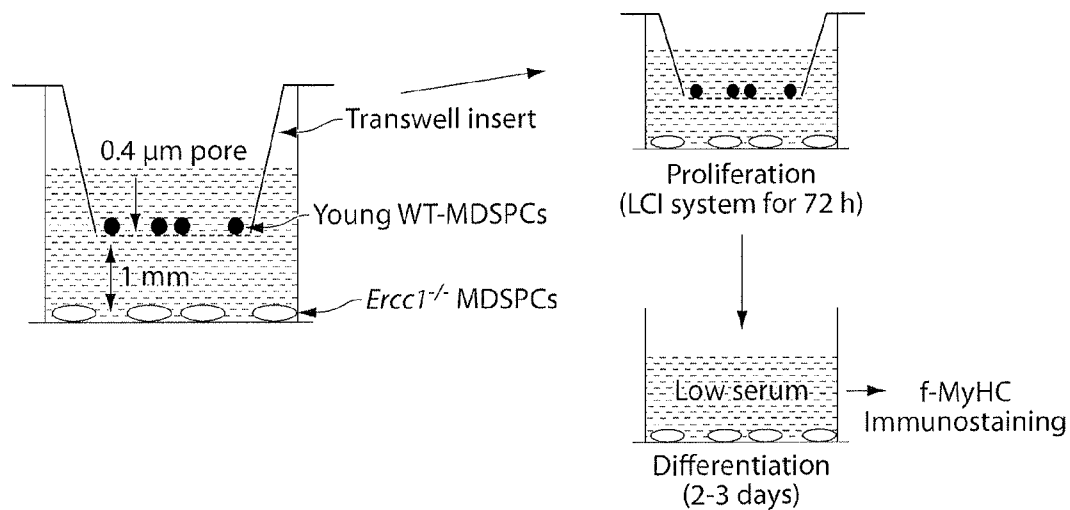 Transwell insert
0.4 µm pore
Young WT-MDSPCs
1 mm
Ercc1-/- MDSPCs
Proliferation
(LCI system for 72 h)
Low serum
f-MyHC
Immunostaining
Differentiation
(2-3 days)